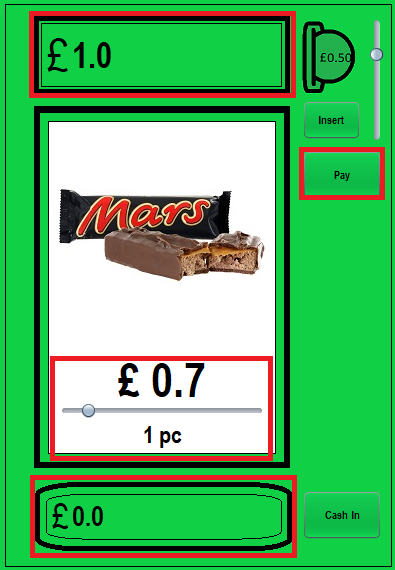 £ 1.0
£0.50
Insert
Pay
Mars
£ 0.7
1 pc
£0.0
Cash In